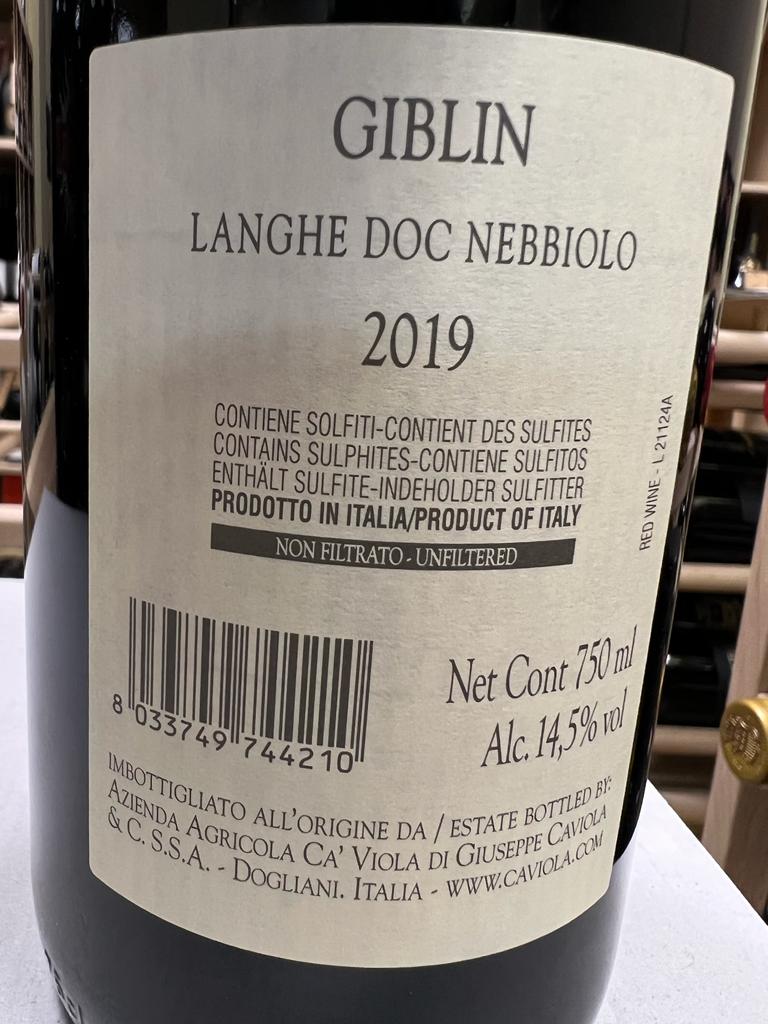 GIBLIN
LANGHE DOC NEBBIOLO
2019
CONTIENE SOLFITI-CONTIENT DES SULFITES
CONTAINS SULPHITES-CONTIENE SULFITOS
ENTHÄLT SULFITE-INDEHOLDER SULFITTER
PRODOTTO IN ITALIA/PRODUCT OF ITALY
NON FILTRATO - UNFILTERED
RED WINE - L 21124A
8 033749 744210
Net Cont 750 ml
Alc. 14,5% vol
IMBOTTIGLIATO ALL'ORIGINE DA / ESTATE BOTTLED BY:
AZIENDA AGRICOLA CA' VIOLA DI GIUSEPPE CAVIOLA
& C. S.S.A. - DOGLIANI. ITALIA - WWW.CAVIOLA.COM